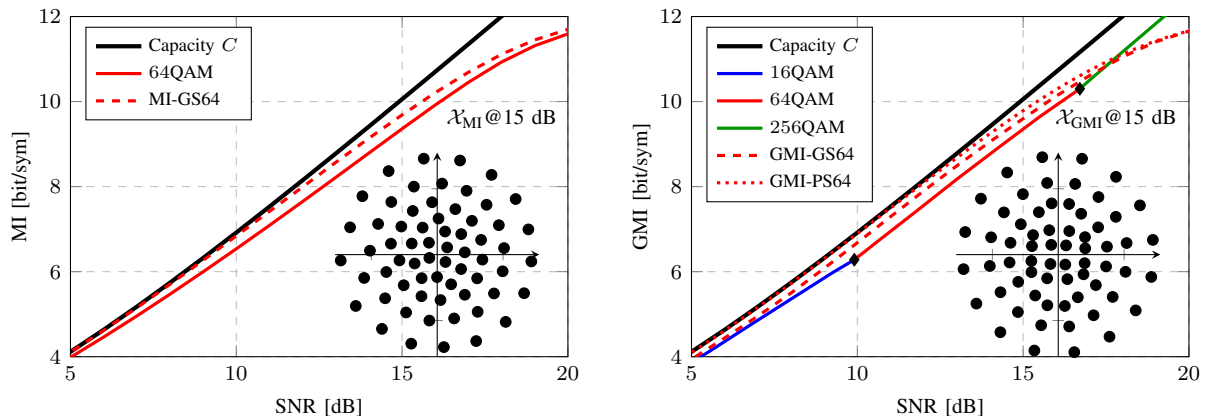 12
10
8
6
4
MI [bit/sym]
Capacity C
64QAM
MI-GS64
𝒳MI@15 dB
5
10
15
20
SNR [dB]
12
10
8
6
4
GMI [bit/sym]
Capacity C
16QAM
64QAM
256QAM
GMI-GS64
GMI-PS64
𝒳GMI@15 dB
5
10
15
20
SNR [dB]